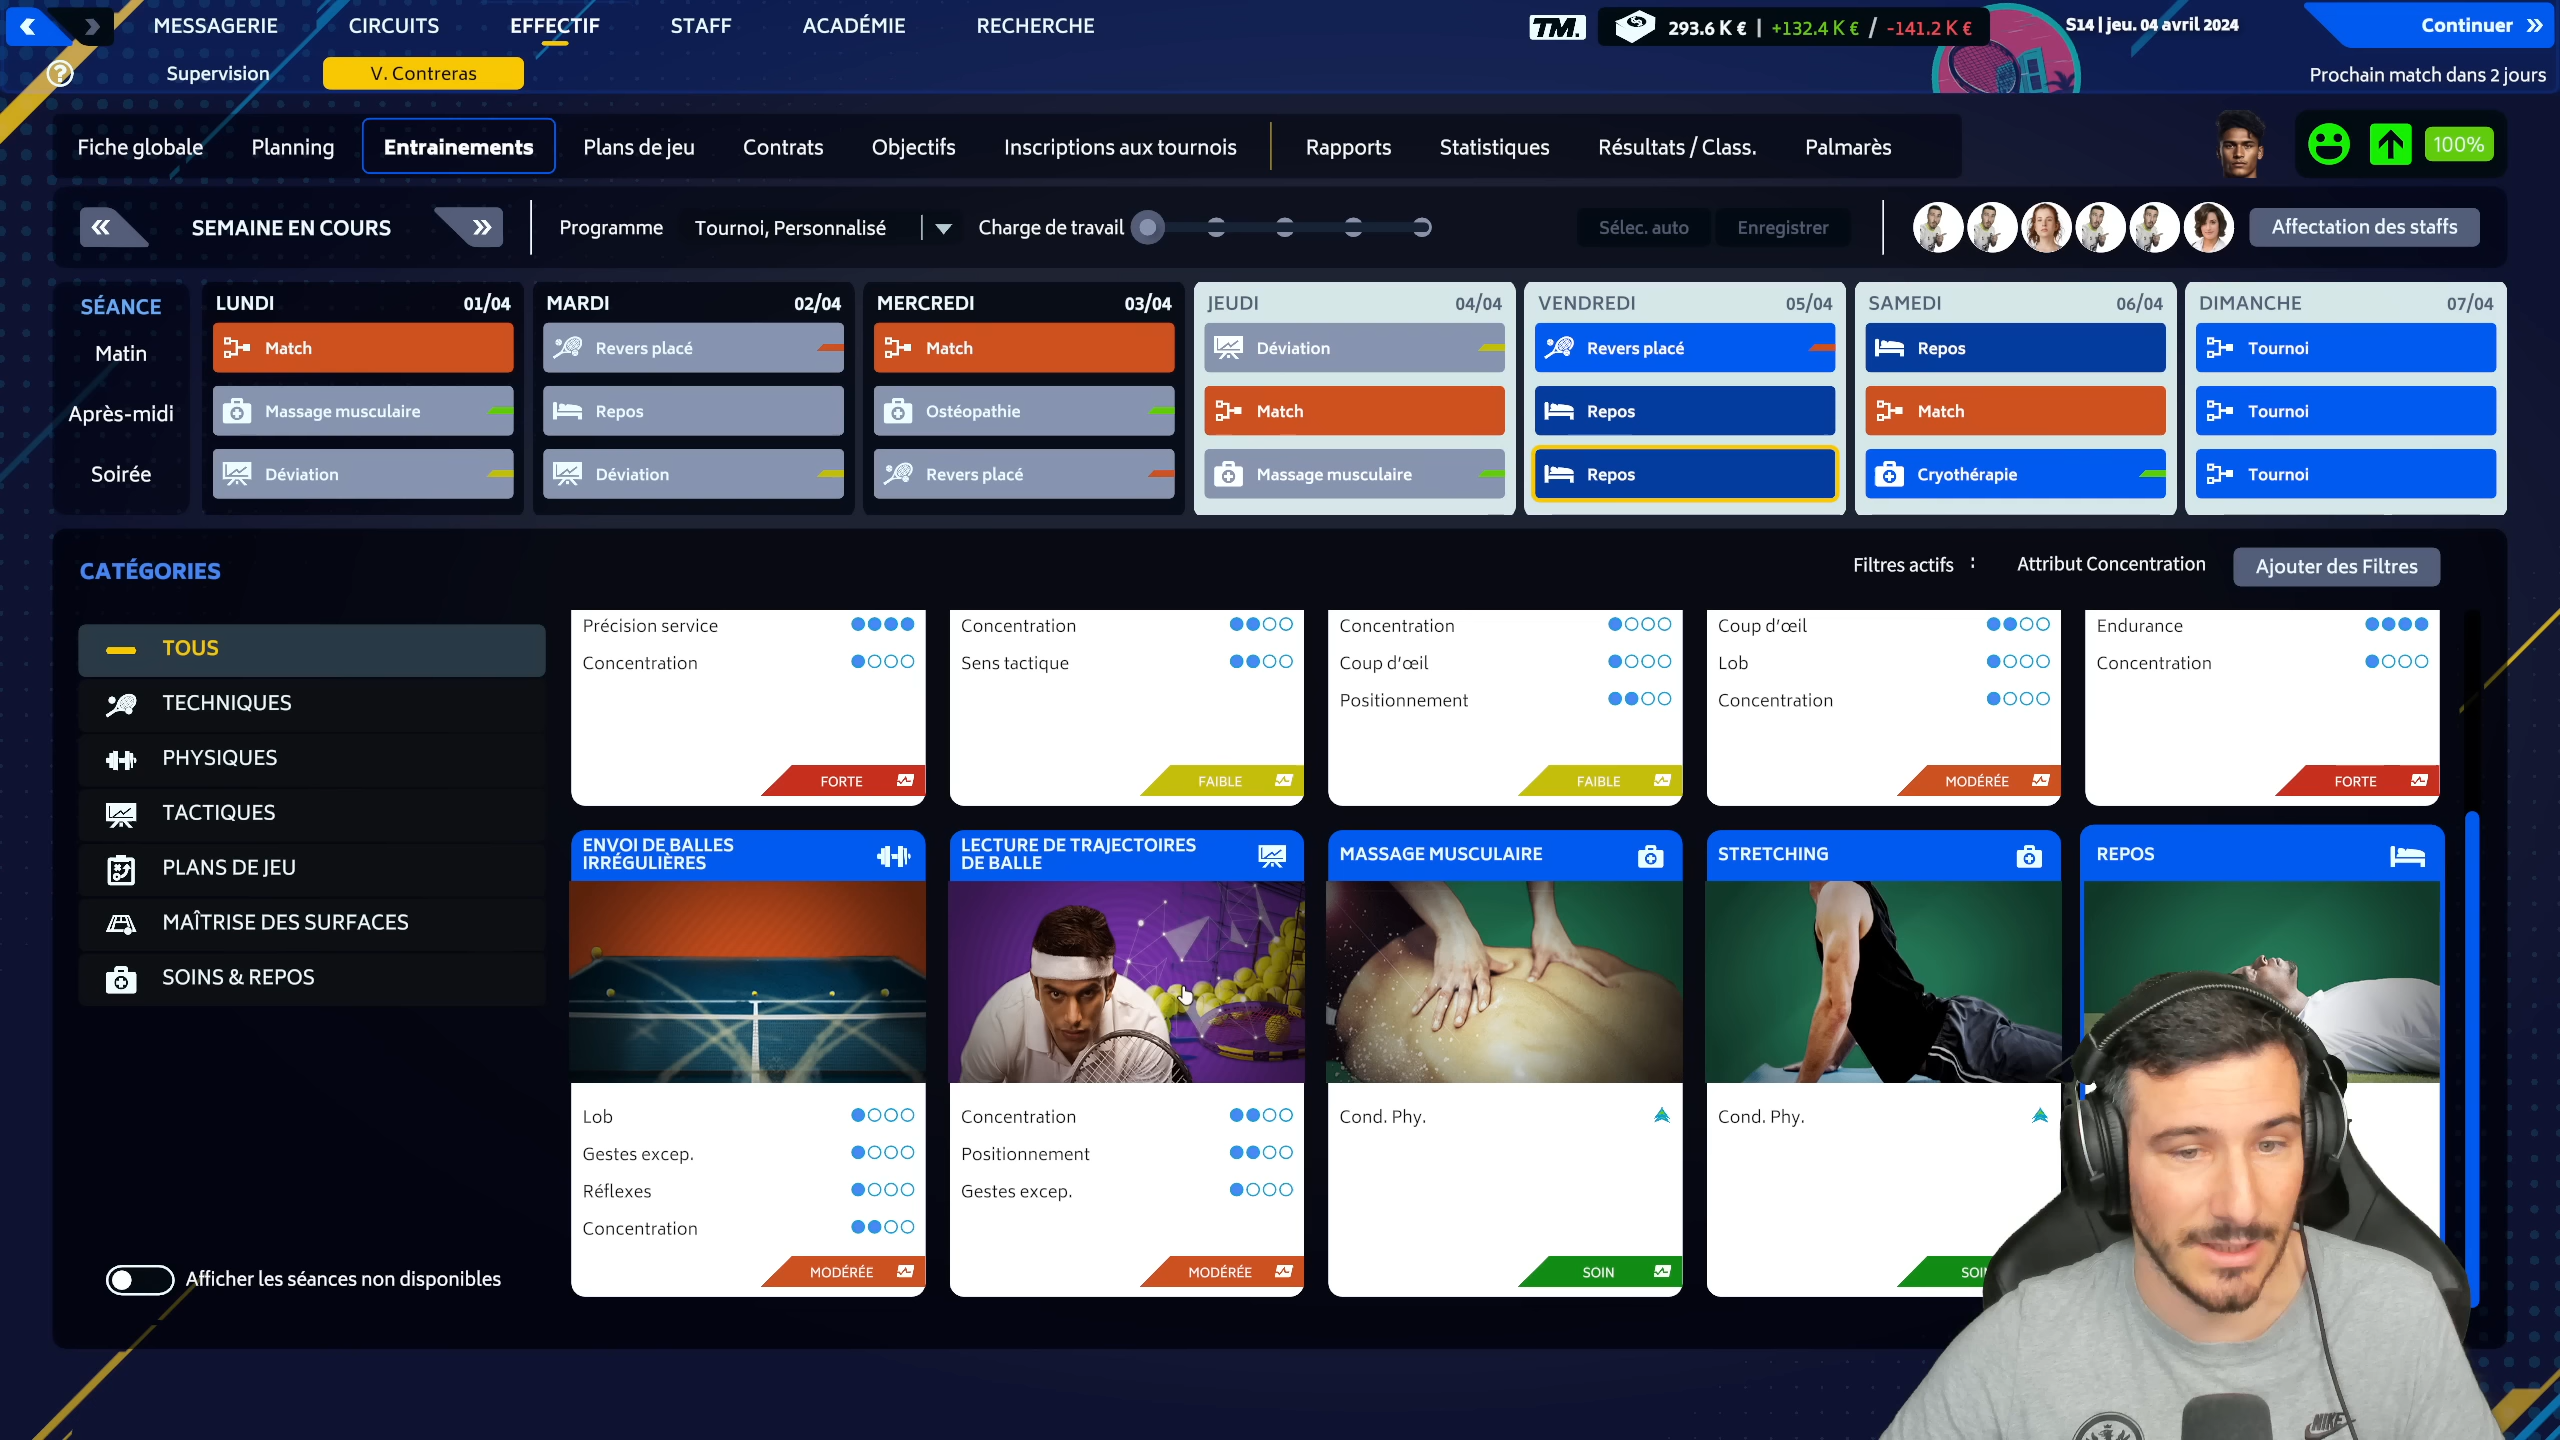 MESSAGERIE
CIRCUITS
EFFECTIF
STAFF
ACADÉMIE
RECHERCHE
TM.
293.6 K € | +132.4 K € / -141.2 K €
S14 | jeu. 04 avril 2024
Continuer
Supervision
V. Contreras
Prochain match dans 2 jours
Fiche globale
Planning
Entrainements
Plans de jeu
Contrats
Objectifs
Inscriptions aux tournois
Rapports
Statistiques
Résultats / Class.
Palmarès
100%
SEMAINE EN COURS
Programme
Tournoi, Personnalisé
Charge de travail
Sélec. auto
Enregistrer
Affectation des staffs
SÉANCE
Matin
Après-midi
Soirée
LUNDI 01/04
Match
Massage musculaire
Déviation
MARDI 02/04
Revers placé
Repos
Déviation
MERCREDI 03/04
Match
Ostéopathie
Revers placé
JEUDI 04/04
Déviation
Match
Massage musculaire
VENDREDI 05/04
Revers placé
Repos
Repos
SAMEDI 06/04
Repos
Match
Cryothérapie
DIMANCHE 07/04
Tournoi
Tournoi
Tournoi
CATÉGORIES
Filtres actifs :
Attribut Concentration
Ajouter des Filtres
TOUS
TECHNIQUES
PHYSIQUES
TACTIQUES
PLANS DE JEU
MAÎTRISE DES SURFACES
SOINS & REPOS
Afficher les séances non disponibles
Précision service
Concentration
FORTE
Concentration
Sens tactique
FAIBLE
Concentration
Coup d'œil
Positionnement
FAIBLE
Coup d'œil
Lob
Concentration
MODÉRÉE
Endurance
Concentration
FORTE
ENVOI DE BALLES
IRRÉGULIÈRES
Lob
Gestes excep.
Réflexes
Concentration
MODÉRÉE
LECTURE DE TRAJECTOIRES
DE BALLE
Concentration
Positionnement
Gestes excep.
MODÉRÉE
MASSAGE MUSCULAIRE
Cond. Phy.
SOIN
STRETCHING
Cond. Phy.
REPOS
NIKE